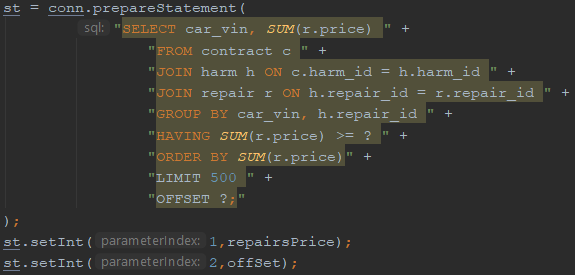 st = conn.prepareStatement(
sql: "SELECT car_vin, SUM(r.price) " +
"FROM contract c " +
"JOIN harm h ON c.harm_id = h.harm_id " +
"JOIN repair r ON h.repair_id = r.repair_id " +
"GROUP BY car_vin, h.repair_id " +
"HAVING SUM(r.price) >= ? " +
"ORDER BY SUM(r.price)" +
"LIMIT 500 " +
"OFFSET ?;"
);
st.setInt( parameterIndex: 1,repairsPrice);
st.setInt( parameterIndex: 2,offSet);